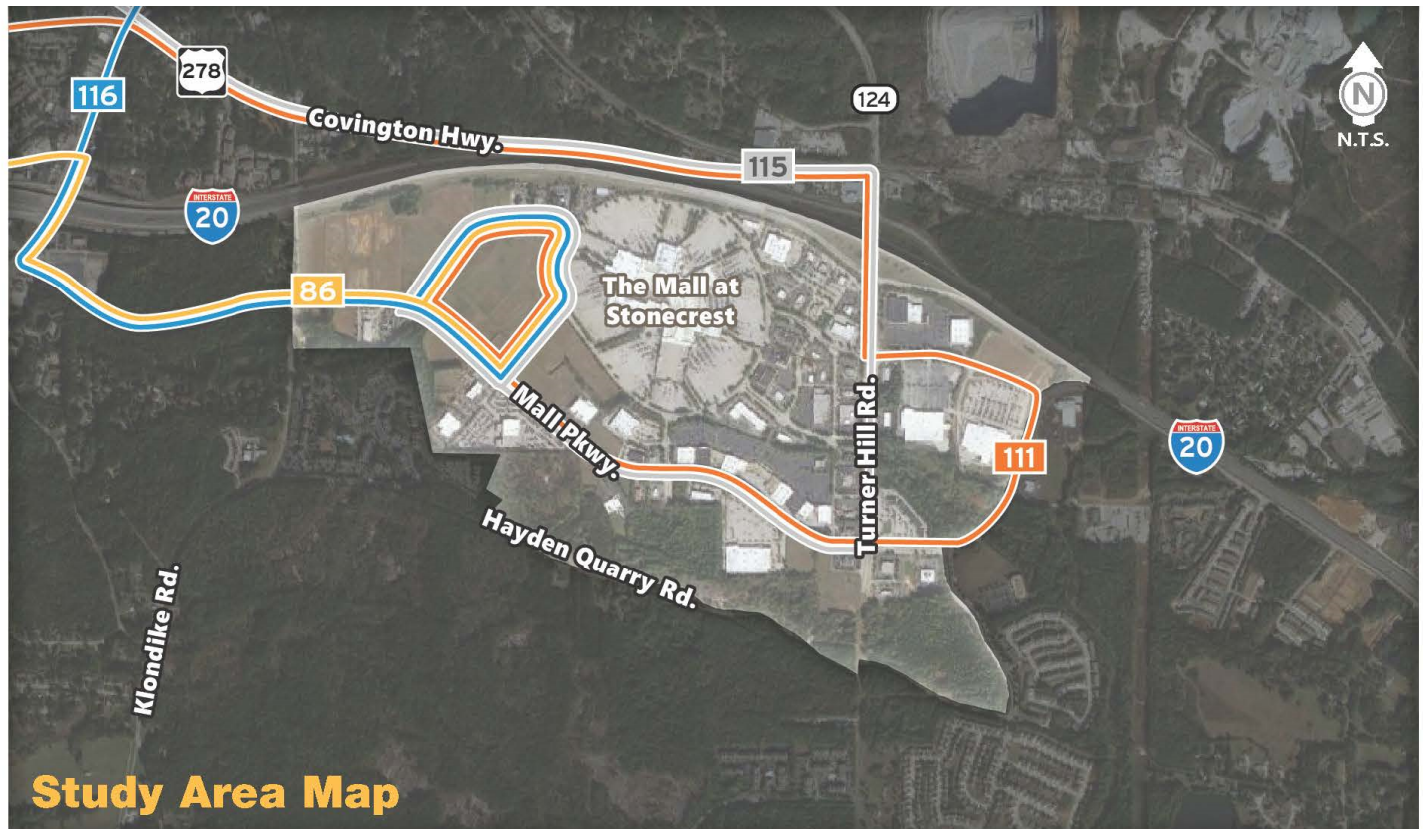 278
116
124
N
N.T.S.
Covington Hwy.
115
INTERSTATE
20
86
The Mall at
Stonecrest
Mall Pkwy.
Turner Hill Rd.
111
INTERSTATE
20
Hayden Quarry Rd.
Klondike Rd.
Study Area Map